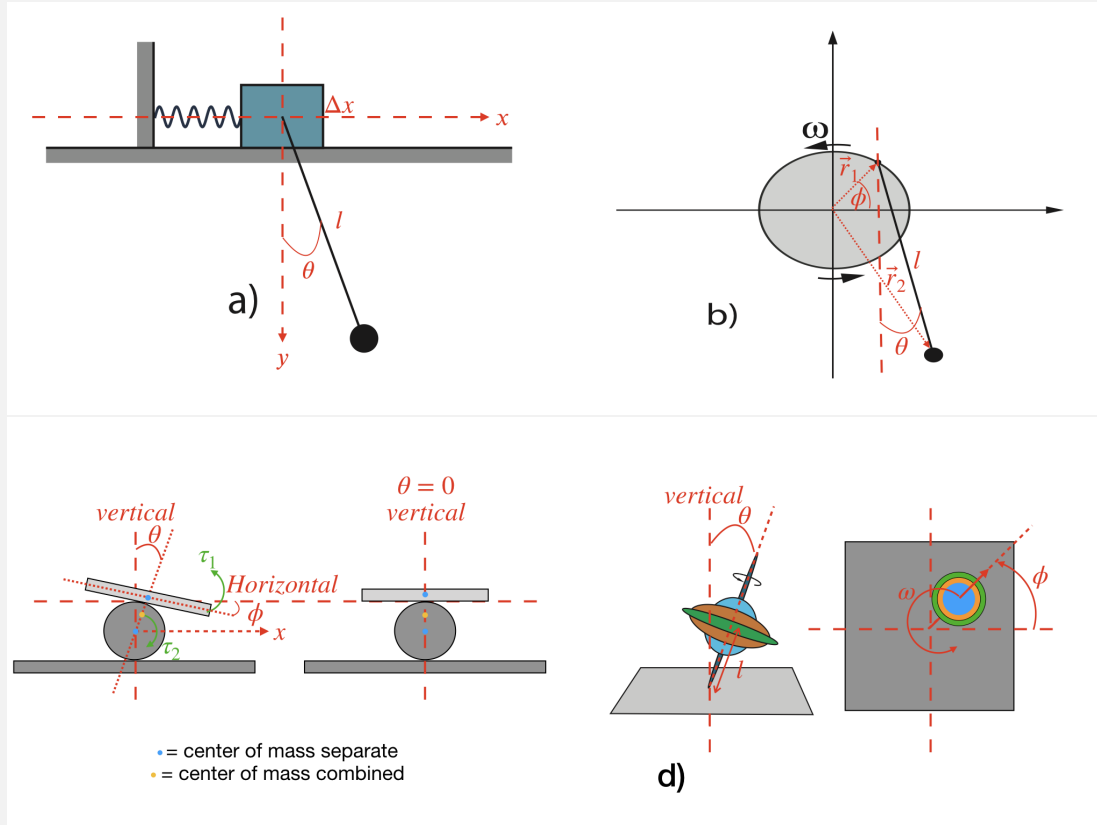 Δx
x
l
θ
a)
y
ω
r⃗₁
ϕ
l
r⃗₂
b)
θ
θ = 0
vertical
vertical
θ
τ₁
Horizontal
ϕ
x
τ₂
= center of mass separate
= center of mass combined
vertical
θ
l
ω
ϕ
d)